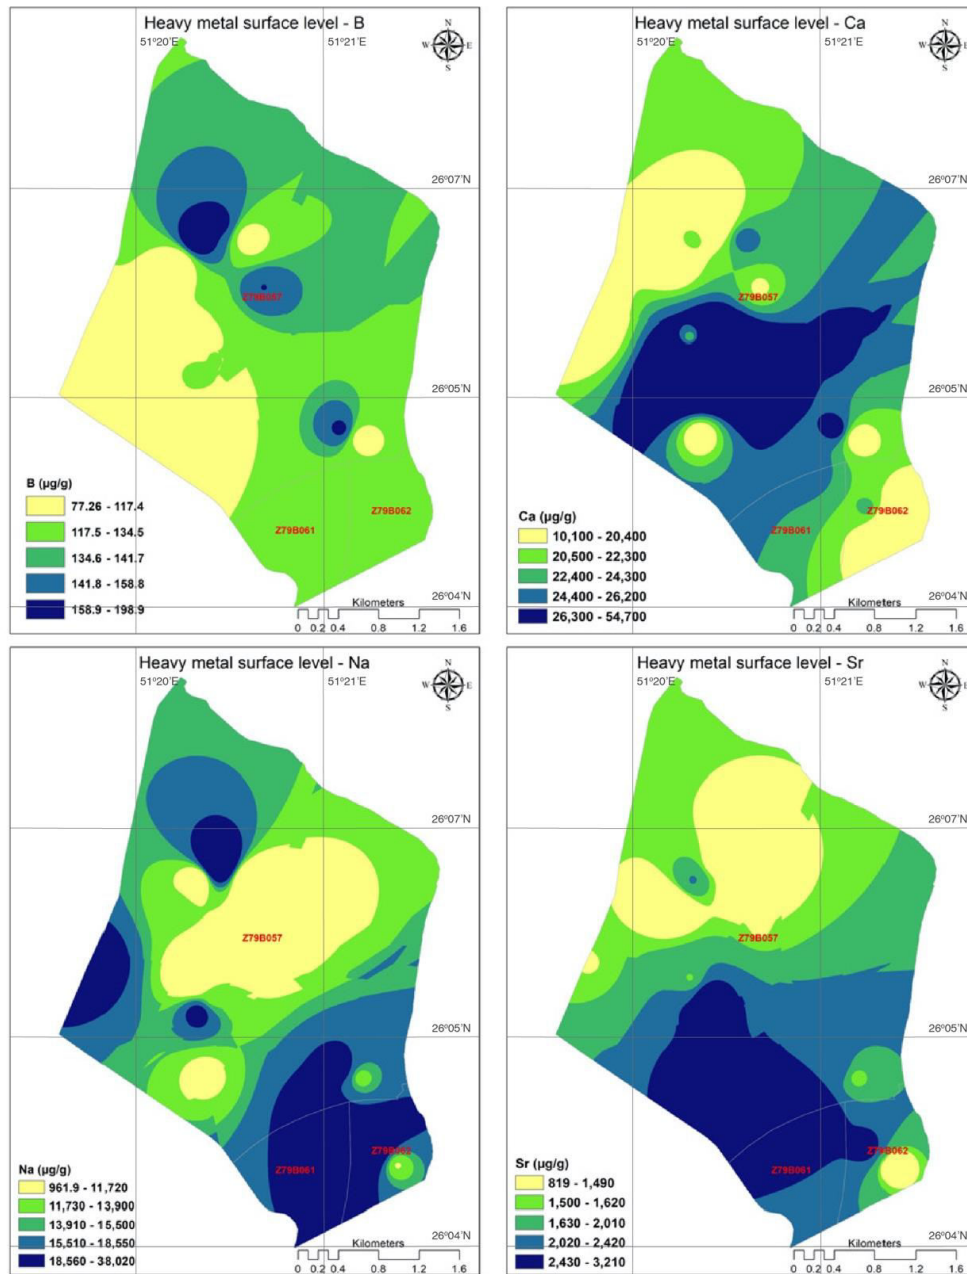 Heavy metal surface level - B
51°20´E 51°21´E
N
W E
S
26°07´N
Z79B057
26°05´N
B (µg/g)
77.26 - 117.4
117.5 - 134.5
134.6 - 141.7
141.8 - 158.8
158.9 - 198.9
Z79B061
Z79B062
26°04´N
Kilometers
0 0.2 0.4 0.8 1.2 1.6
Heavy metal surface level - Ca
51°20´E 51°21´E
N
W E
S
26°07´N
Z79B057
26°05´N
Ca (µg/g)
10,100 - 20,400
20,500 - 22,300
22,400 - 24,300
24,400 - 26,200
26,300 - 54,700
Z79B061
Z79B062
26°04´N
Kilometers
0 0.2 0.4 0.8 1.2 1.6
Heavy metal surface level - Na
51°20´E 51°21´E
N
W E
S
26°07´N
Z79B057
26°05´N
Na (µg/g)
961.9 - 11,720
11,730 - 13,900
13,910 - 15,500
15,510 - 18,550
18,560 - 38,020
Z79B061
Z79B062
26°04´N
Kilometers
0 0.2 0.4 0.8 1.2 1.6
Heavy metal surface level - Sr
51°20´E 51°21´E
N
W E
S
26°07´N
Z79B057
26°05´N
Sr (µg/g)
819 - 1,490
1,500 - 1,620
1,630 - 2,010
2,020 - 2,420
2,430 - 3,210
Z79B061
Z79B062
26°04´N
Kilometers
0 0.2 0.4 0.8 1.2 1.6